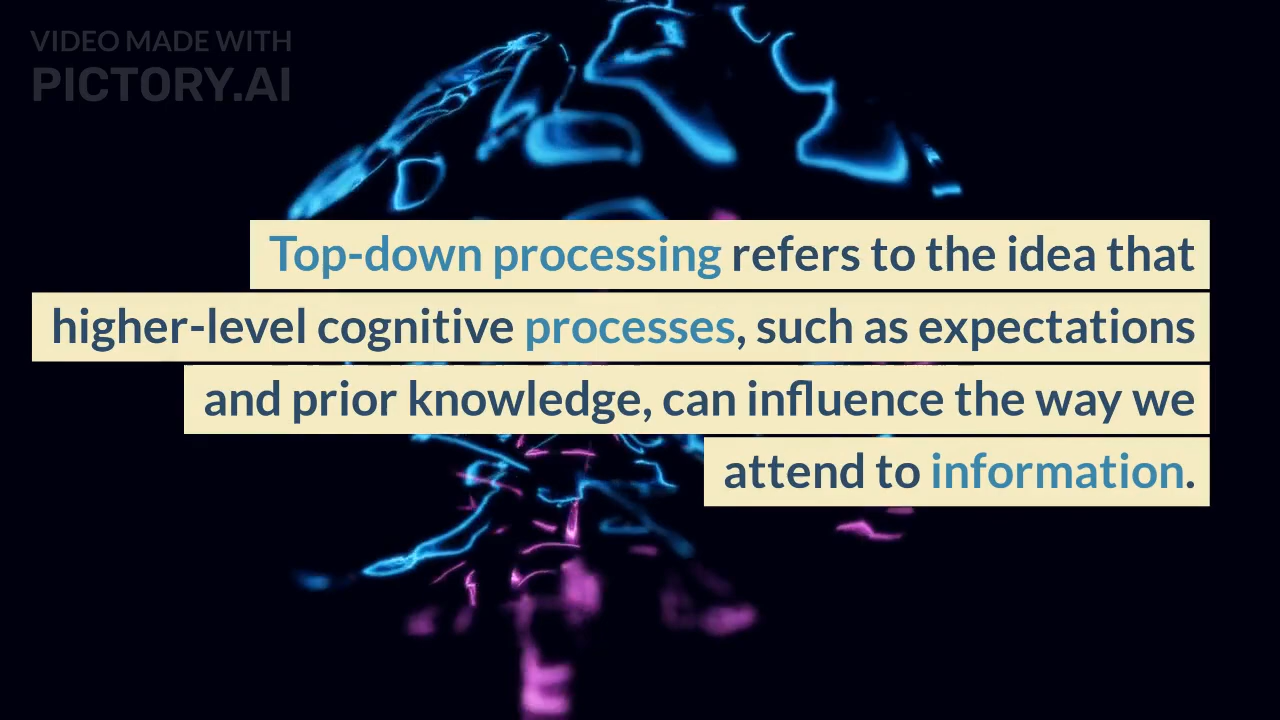 VIDEO MADE WITH
PICTORY.AI
Top-down processing refers to the idea that
higher-level cognitive processes, such as expectations
and prior knowledge, can influence the way we
attend to information.